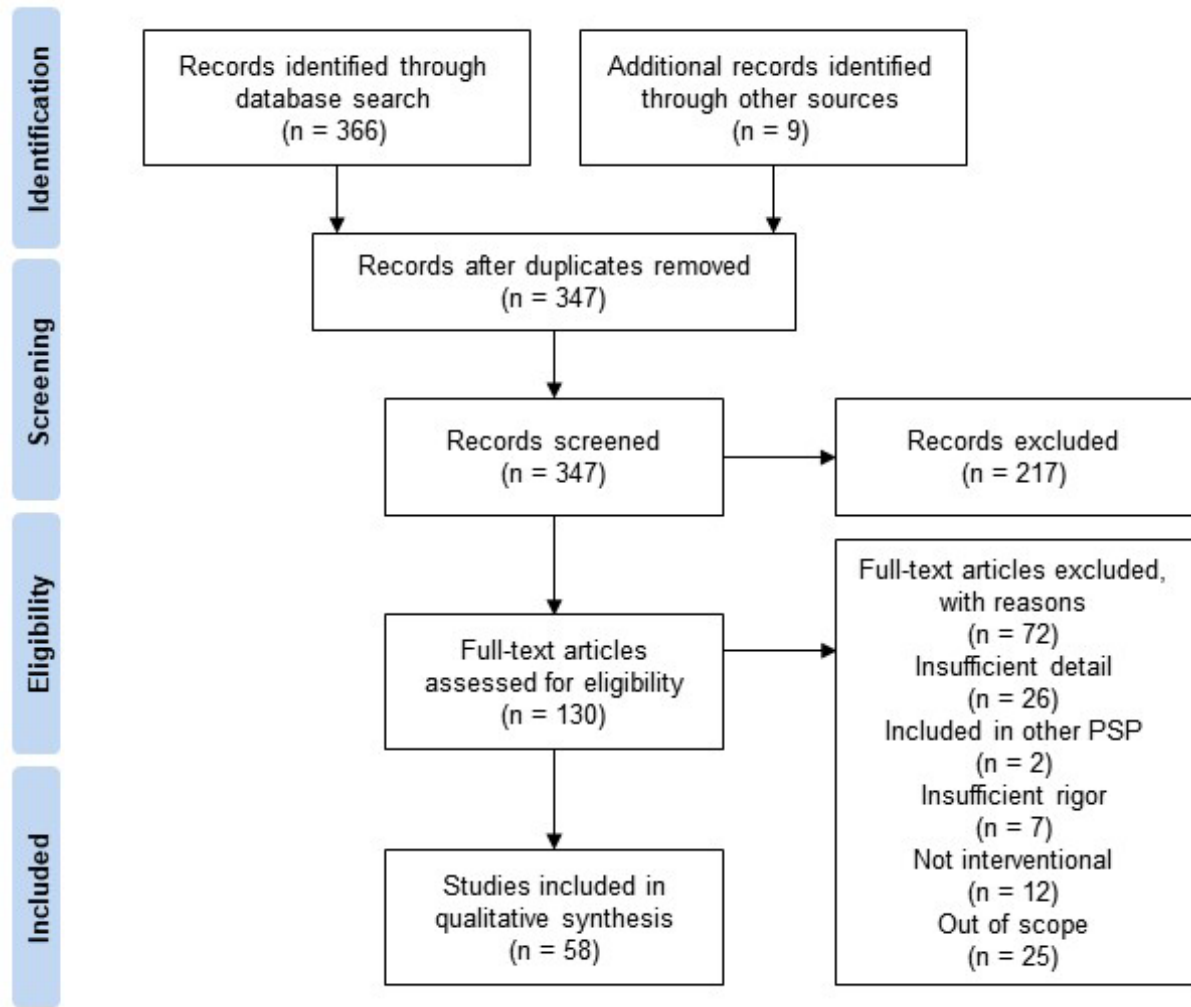 Identification
Records identified through
database search
(n = 366)
Additional records identified
through other sources
(n = 9)
Records after duplicates removed
(n = 347)
Screening
Records screened
(n = 347)
Records excluded
(n = 217)
Eligibility
Full-text articles
assessed for eligibility
(n = 130)
Full-text articles excluded,
with reasons
(n = 72)
Insufficient detail
(n = 26)
Included in other PSP
(n = 2)
Insufficient rigor
(n = 7)
Not interventional
(n = 12)
Out of scope
(n = 25)
Included
Studies included in
qualitative synthesis
(n = 58)